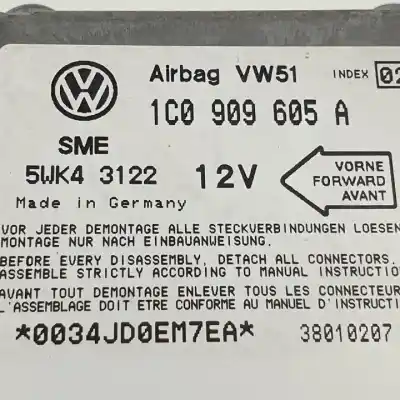 Airbag VW51 INDEX 02
1C0 909 605 A
SME
5WK4 3122 12V
VORNE
FORWARD
AVANT
Made in Germany
VOR JEDER DEMONTAGE ALLE STECKVERBINDUNGEN LOESEN
MONTAGE NUR NACH EINBAUANWEISUNG.
BEFORE EVERY DISASSEMBLY, DETACH ALL CONNECTORS.
ASSEMBLE STRICTLY ACCORDING TO MANUAL INSTRUCTION
AVANT TOUT DEMONTAGE ENLEVER TOUS LES CONNECTEUR
L'ASSEMBLAGE DOIT ETRE CONFORME AU MANUEL D'INSTRUC
*0034JD0EM7EA* 38010207